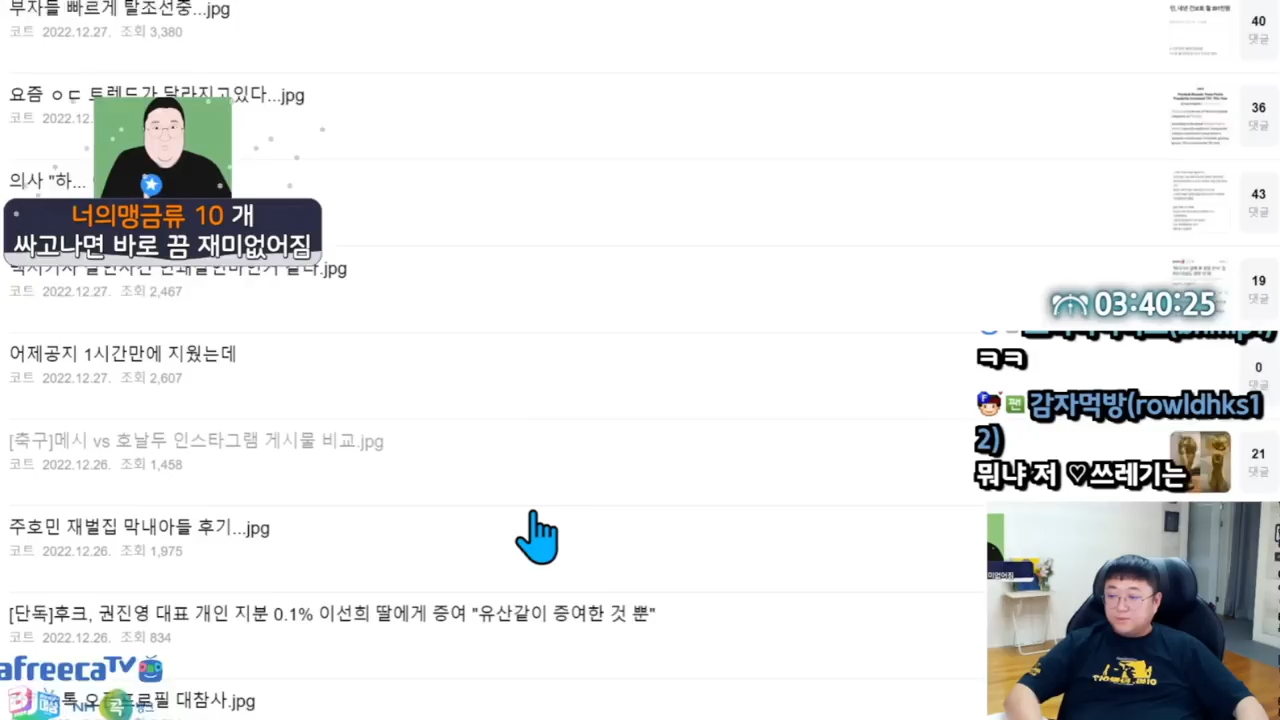 부자들 빠르게 탈조선중...jpg
코트 2022.12.27. 조회 3,380
40
댓글
요즘 ㅇㄷ 트렌드가 달라지고있다...jpg
코트 2022.12.
36
댓글
의사 "하...
43
댓글
너의맹금류 10 개
싸고나면 바로 끔 재미없어짐
코트 2022.12.27. 조회 2,467
19
댓글
03:40:25
어제공지 1시간만에 지웠는데
코트 2022.12.27. 조회 2,607
0
댓글
ㅋㅋ
팬 감자먹방(rowldhks1
2)
뭐냐 저 ♡쓰레기는
[축구]메시 vs 호날두 인스타그램 게시물 비교.jpg
코트 2022.12.26. 조회 1,458
21
댓글
주호민 재벌집 막내아들 후기...jpg
코트 2022.12.26. 조회 1,975
[단독]후크, 권진영 대표 개인 지분 0.1% 이선희 딸에게 증여 "유산같이 증여한 것 뿐"
코트 2022.12.26. 조회 834
afreecaTV
대참사.jpg